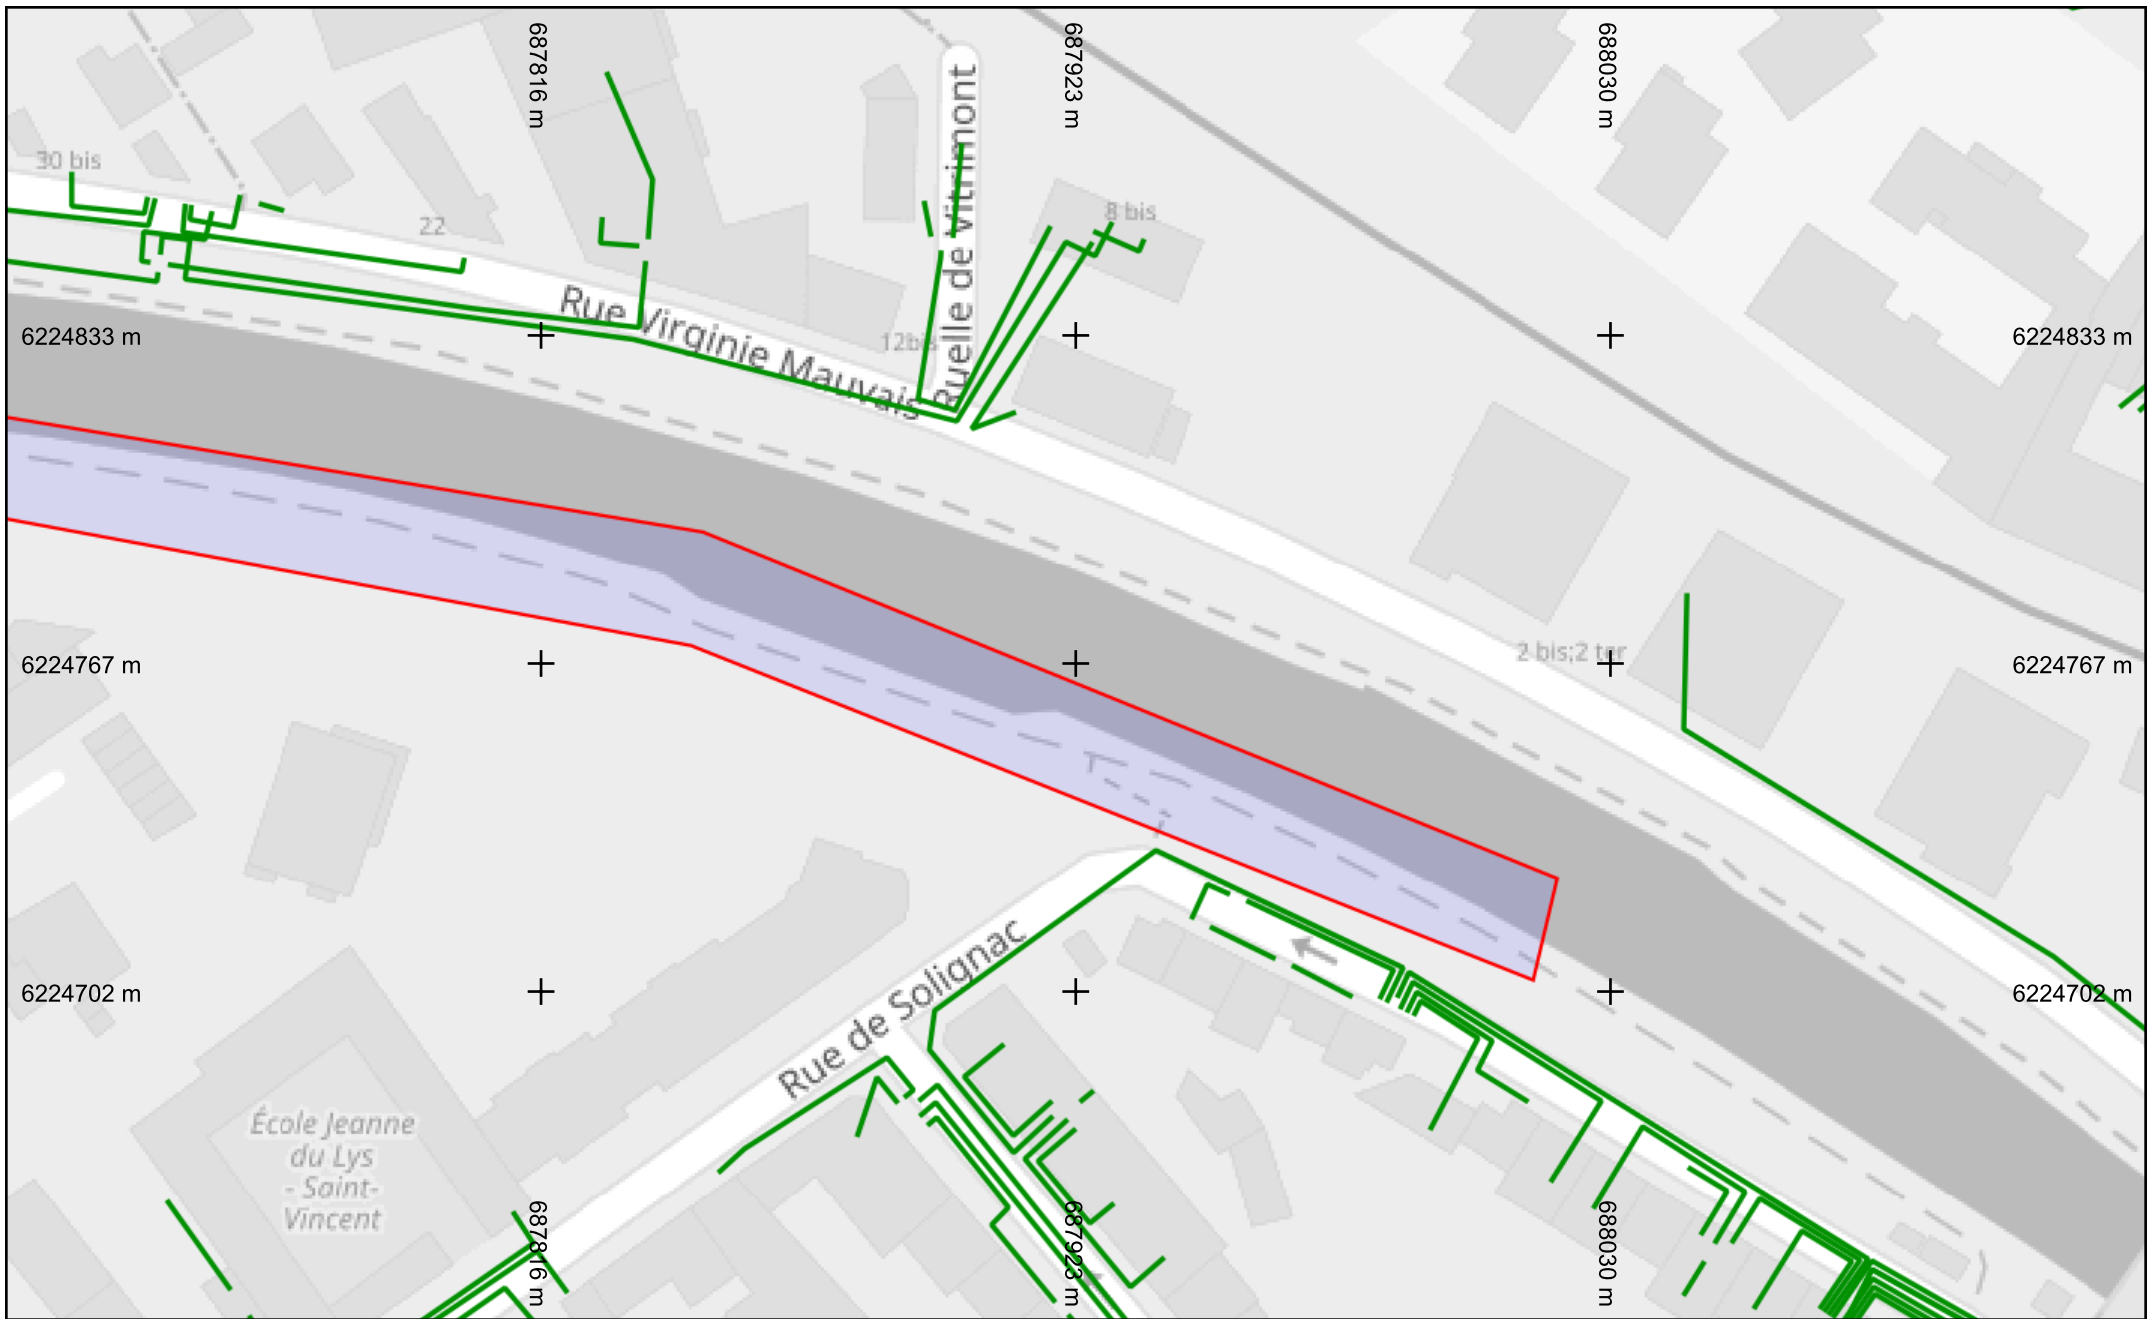 687816 m
687923 m
688030 m
30 bis
22
8 bis
Ruelle de Vitrimont
Rue Virginie Mauvais
12bis
6224833 m
6224833 m
2 bis;2 ter
6224767 m
6224767 m
Rue de Solignac
6224702 m
6224702 m
École Jeanne
du Lys
- Saint-
Vincent
687816 m
687923 m
688030 m